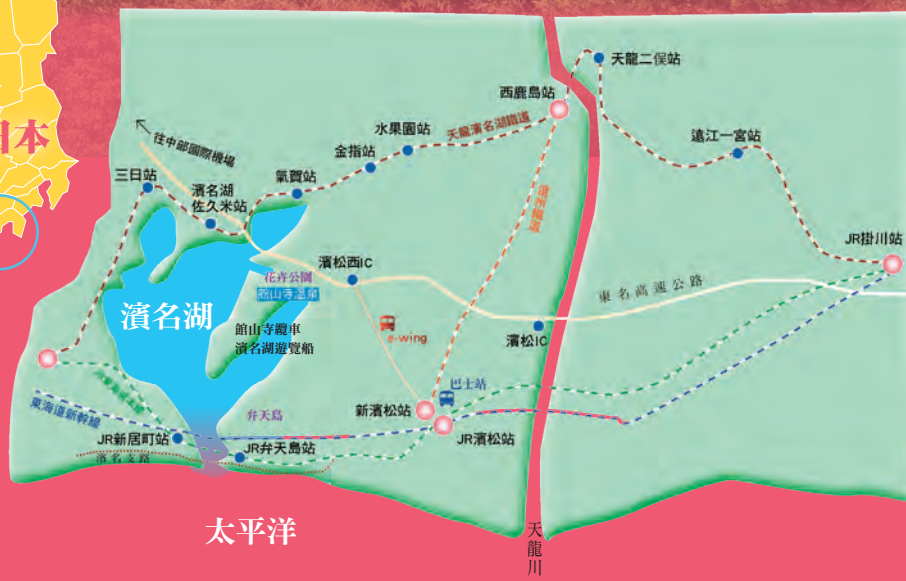 日本
往中部國際機場
三日站
濱名湖
佐久米站
氣賀站
金指站
水果園站
天龍濱名湖鐵道
西鹿島站
天龍二俣站
遠江一宮站
JR掛川站
遠州鐵道
花卉公園
館山寺溫泉
濱松西IC
東名高速公路
濱名湖
館山寺纜車
濱名湖遊覽船
e-wing
濱松IC
巴士站
新濱松站
JR濱松站
東海道新幹線
弁天島
JR新居町站
JR弁天島站
濱名支路
太平洋
天龍川